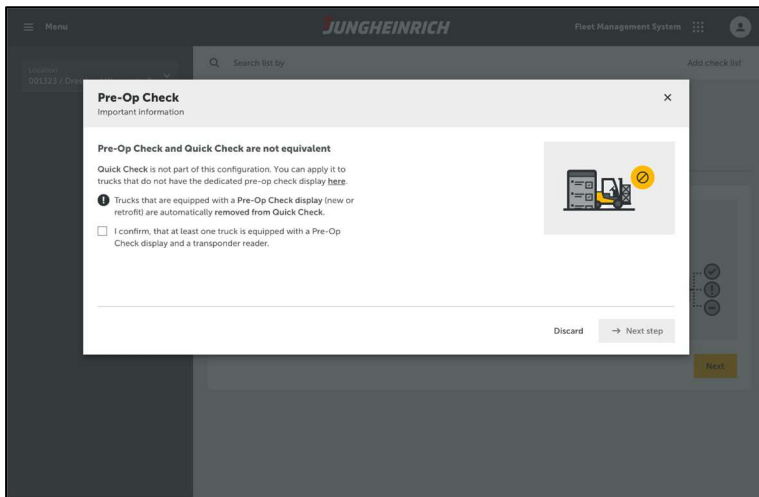 Menu
JUNGHEINRICH
Fleet Management System
Location
001123 / Dres
Search list by
Add check list
Pre-Op Check
Important information
Pre-Op Check and Quick Check are not equivalent
Quick Check is not part of this configuration. You can apply it to
trucks that do not have the dedicated pre-op check display here.
Trucks that are equipped with a Pre-Op Check display (new or
retrofit) are automatically removed from Quick Check.
I confirm, that at least one truck is equipped with a Pre-Op
Check display and a transponder reader.
Discard
→ Next step
Next